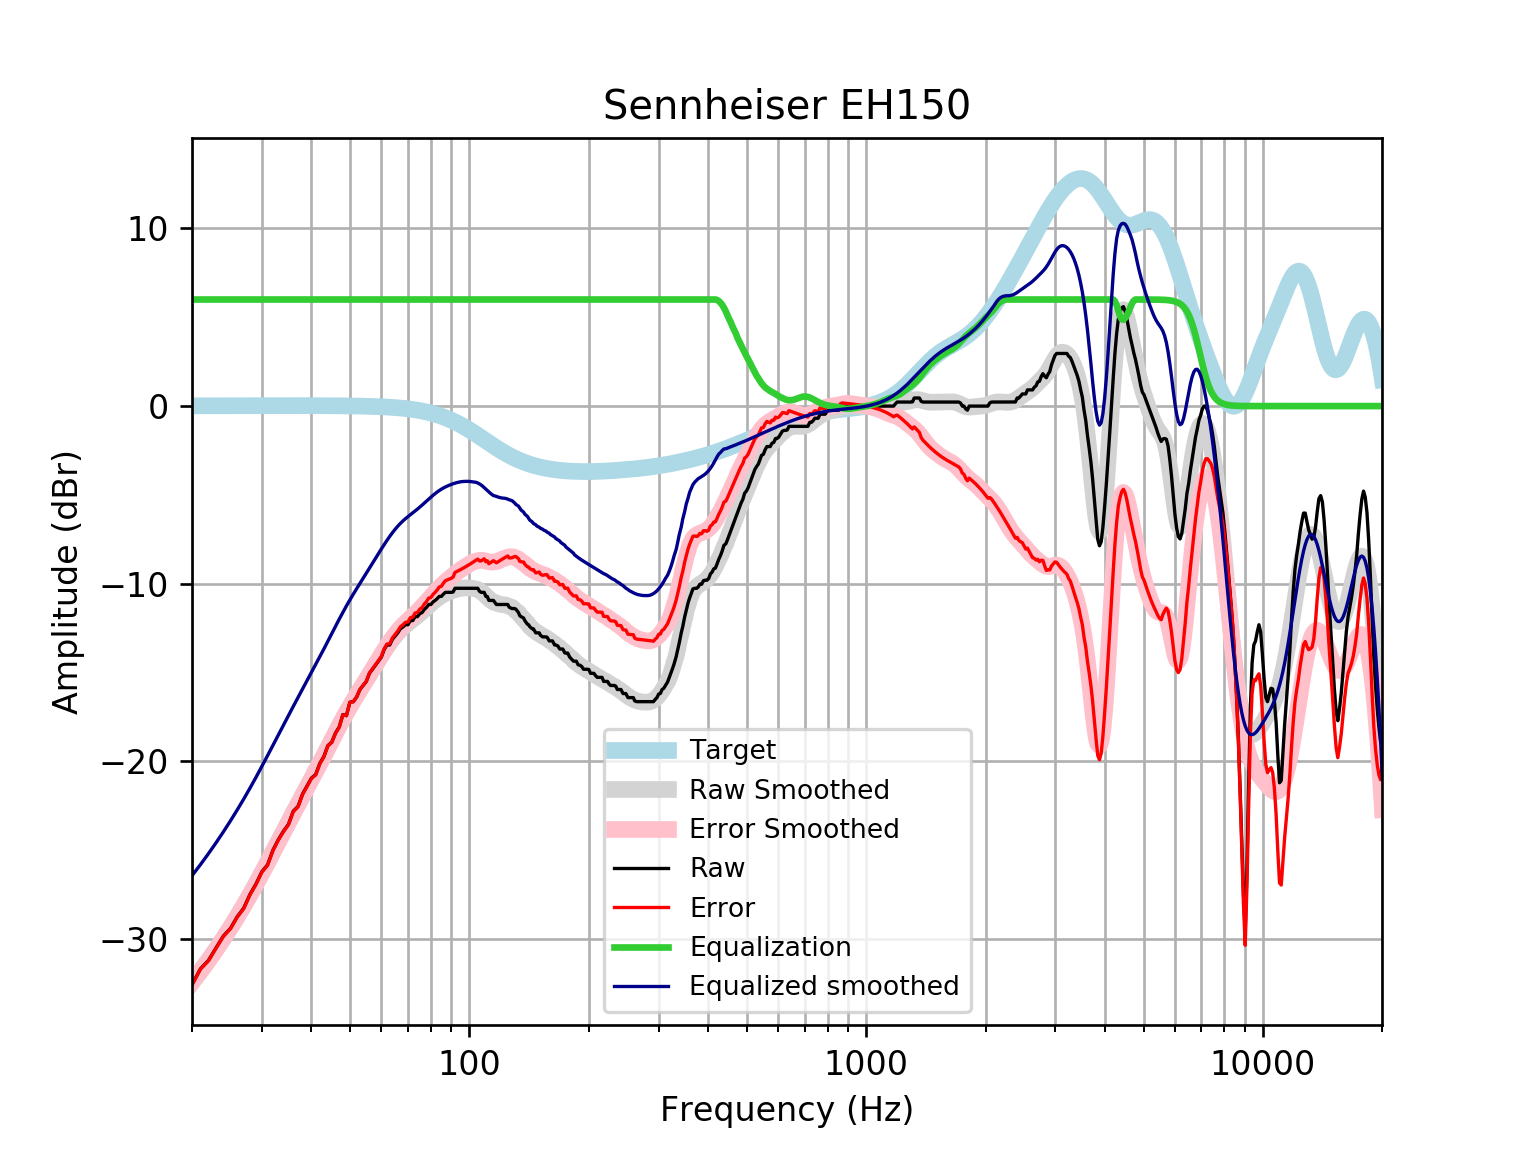 Sennheiser EH150
Amplitude (dBr)
10
0
−10
−20
−30
Target
Raw Smoothed
Error Smoothed
Raw
Error
Equalization
Equalized smoothed
100
1000
10000
Frequency (Hz)